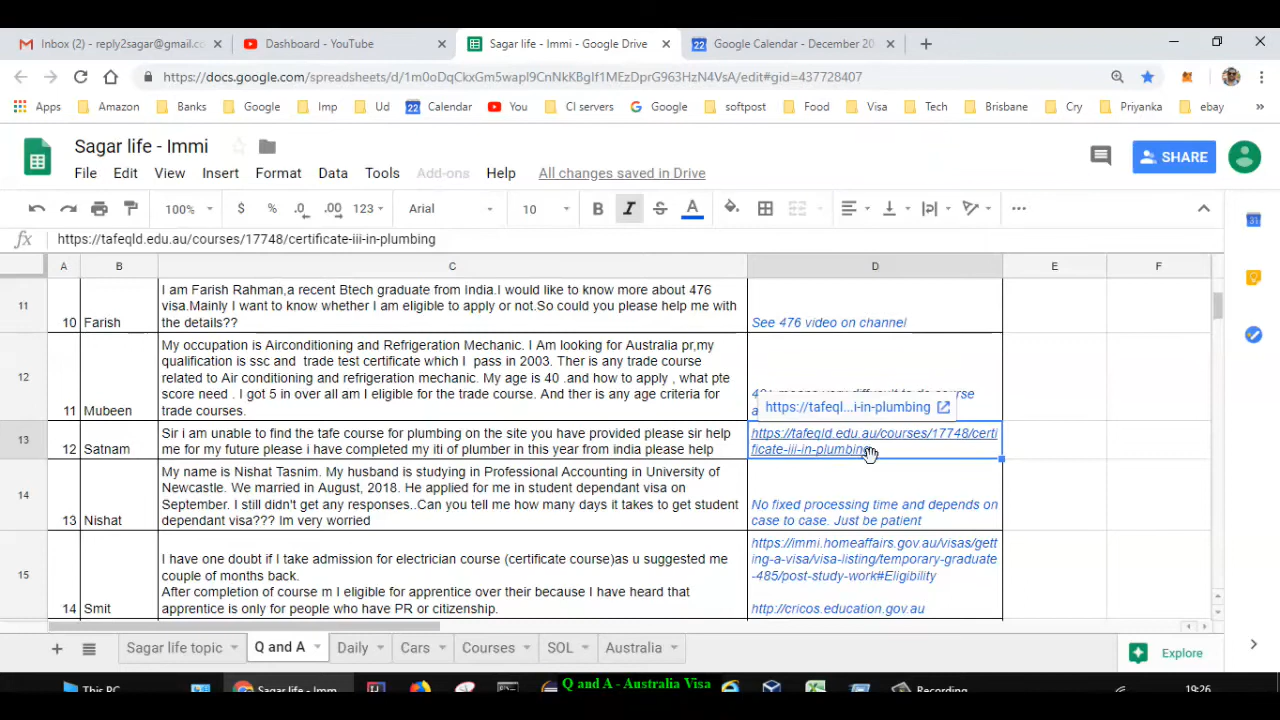 Inbox (2) - reply2sagar@gmail.cc
Dashboard - YouTube
Sagar life - Immi - Google Drive
Google Calendar - December 20
https://docs.google.com/spreadsheets/d/1m0oDqCkxGm5wapl9CnNkKBgIf1MEzDprG963HzN4VsA/edit#gid=437728407
Apps Amazon Banks Google Imp Ud Calendar You CI servers Google softpost Food Visa Tech Brisbane Cry Priyanka ebay
Sagar life - Immi
File Edit View Insert Format Data Tools Add-ons Help All changes saved in Drive
SHARE
100% $ % .0 .00 123 Arial 10 B I S A
fx https://tafeqld.edu.au/courses/17748/certificate-iii-in-plumbing
A B C D E F
11
10 Farish
I am Farish Rahman,a recent Btech graduate from India.I would like to know more about 476
visa.Mainly I want to know whether I am eligible to apply or not.So could you please help me with
the details??
See 476 video on channel
12
11 Mubeen
My occupation is Airconditioning and Refrigeration Mechanic. I Am looking for Australia pr,my
qualification is ssc and trade test certificate which I pass in 2003. Ther is any trade course
related to Air conditioning and refrigeration mechanic. My age is 40 .and how to apply , what pte
score need . I got 5 in over all am I eligible for the trade course. And ther is any age criteria for
trade courses.
40+ means very difficult to do course
https://tafeql...i-in-plumbing
13
12 Satnam
Sir i am unable to find the tafe course for plumbing on the site you have provided please sir help
me for my future please i have completed my iti of plumber in this year from india please help
https://tafeqld.edu.au/courses/17748/certi
ficate-iii-in-plumbing
14
13 Nishat
My name is Nishat Tasnim. My husband is studying in Professional Accounting in University of
Newcastle. We married in August, 2018. He applied for me in student dependant visa on
September. I still didn't get any responses..Can you tell me how many days it takes to get student
dependant visa??? Im very worried
No fixed processing time and depends on
case to case. Just be patient
15
14 Smit
I have one doubt if I take admission for electrician course (certificate course)as u suggested me
couple of months back.
After completion of course m I eligible for apprentice over their because I have heard that
apprentice is only for people who have PR or citizenship.
https://immi.homeaffairs.gov.au/visas/gett
ing-a-visa/visa-listing/temporary-graduate
-485/post-study-work#Eligibility
http://cricos.education.gov.au
Sagar life topic Q and A Daily Cars Courses SOL Australia Explore
This PC Sagar life - Imm Q and A - Australia Visa Recording 19:26